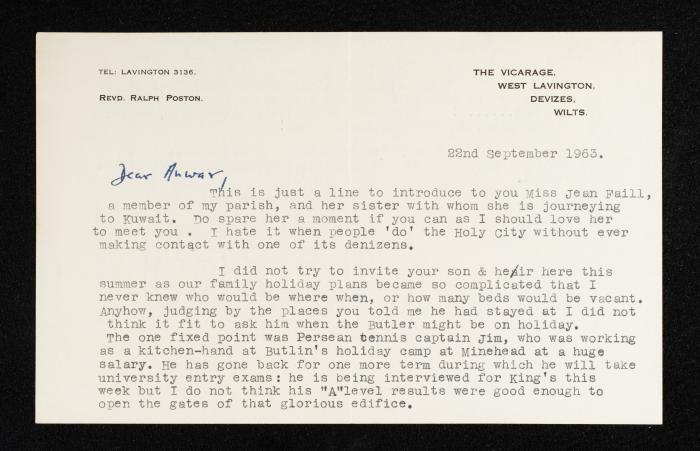 TEL: LAVINGTON 3136.
REVD. RALPH POSTON.
THE VICARAGE,
WEST LAVINGTON,
DEVIZES,
WILTS.
22nd September 1963.
Dear Anwar,
This is just a line to introduce to you Miss Jean Faill,
a member of my parish, and her sister with whom she is journeying
to Kuwait. Do spare her a moment if you can as I should love her
to meet you . I hate it when people 'do' the Holy City without ever
making contact with one of its denizens.
I did not try to invite your son & heir here this
summer as our family holiday plans became so complicated that I
never knew who would be where when, or how many beds would be vacant.
Anyhow, judging by the places you told me he had stayed at I did not
think it fit to ask him when the Butler might be on holiday.
The one fixed point was Persean tennis captain Jim, who was working
as a kitchen-hand at Butlin's holiday camp at Minehead at a huge
salary. He has gone back for one more term during which he will take
university entry exams: he is being interviewed for King's this
week but I do not think his "A"level results were good enough to
open the gates of that glorious edifice.